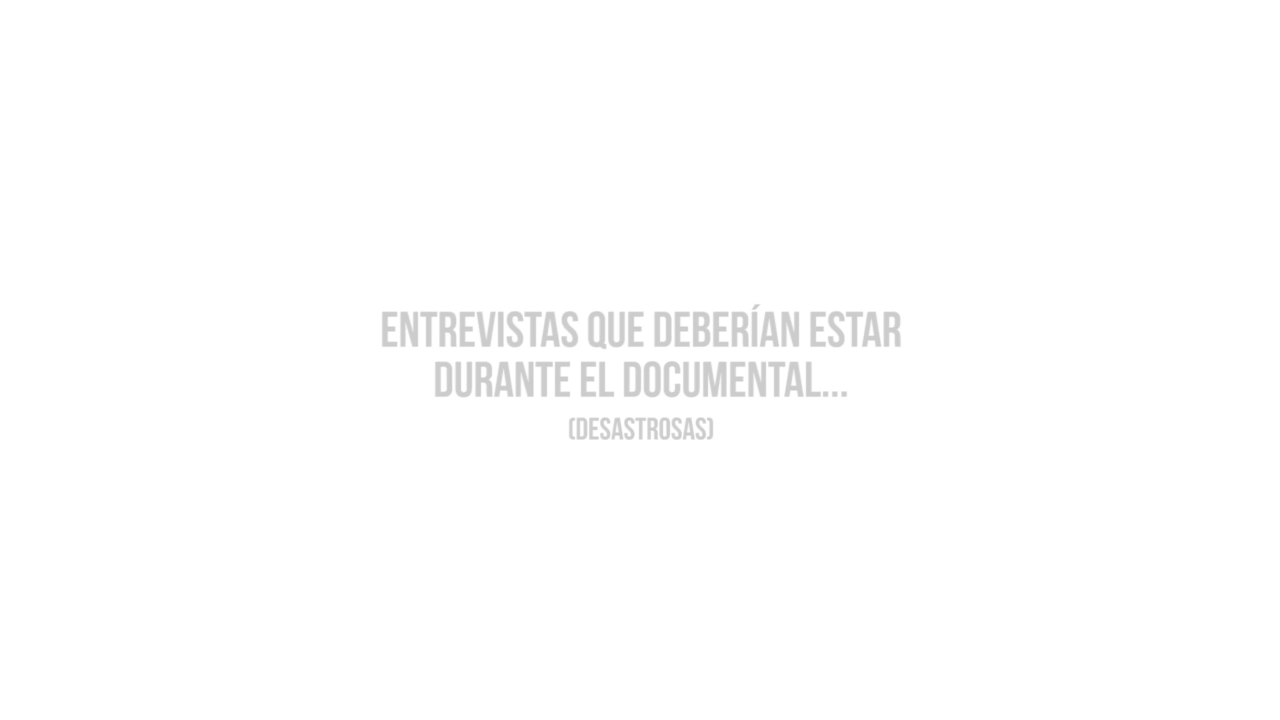 ENTREVISTAS QUE DEBERÍAN ESTAR
DURANTE EL DOCUMENTAL...
(DESASTROSAS)